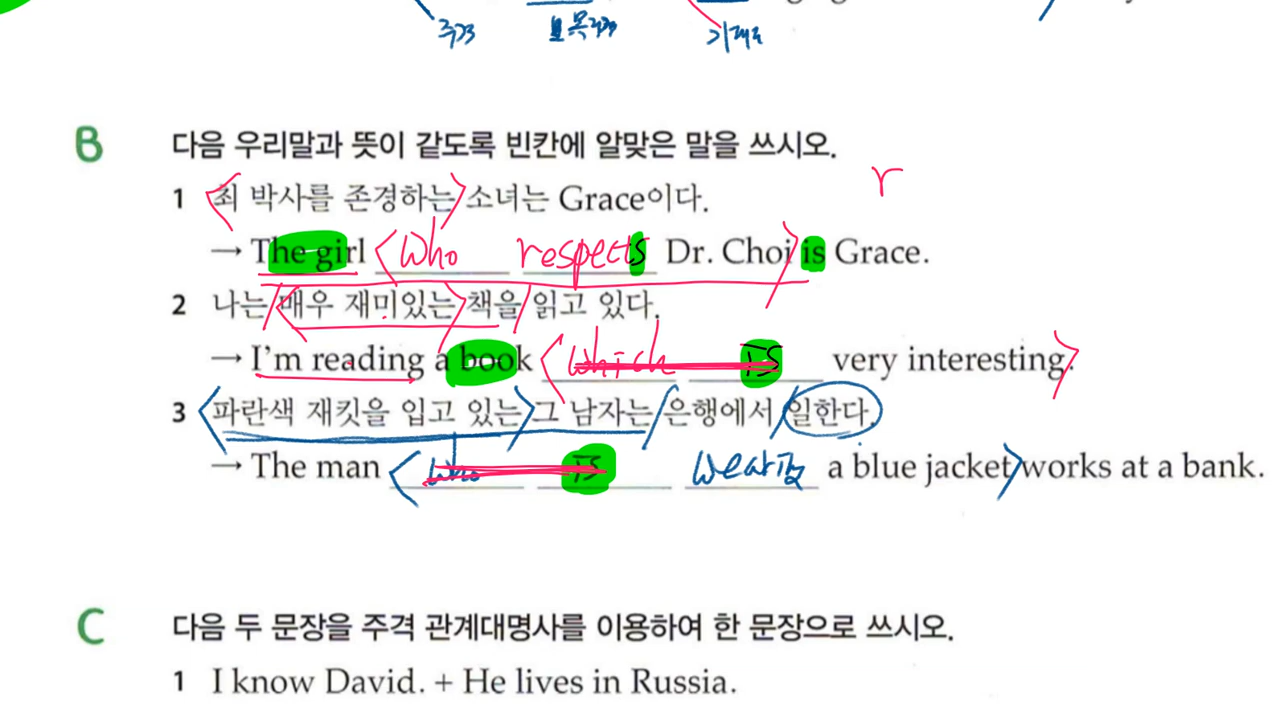 주격 목적격
B 다음 우리말과 뜻이 같도록 빈칸에 알맞은 말을 쓰시오.
r
1 최 박사를 존경하는 소녀는 Grace이다.
→ The girl who respects Dr. Choi is Grace.
2 나는 매우 재미있는 책을 읽고 있다.
→ I'm reading a book which is very interesting.
3 파란색 재킷을 입고 있는 그 남자는 은행에서 일한다.
→ The man who is wearing a blue jacket works at a bank.
C 다음 두 문장을 주격 관계대명사를 이용하여 한 문장으로 쓰시오.
1 I know David. + He lives in Russia.